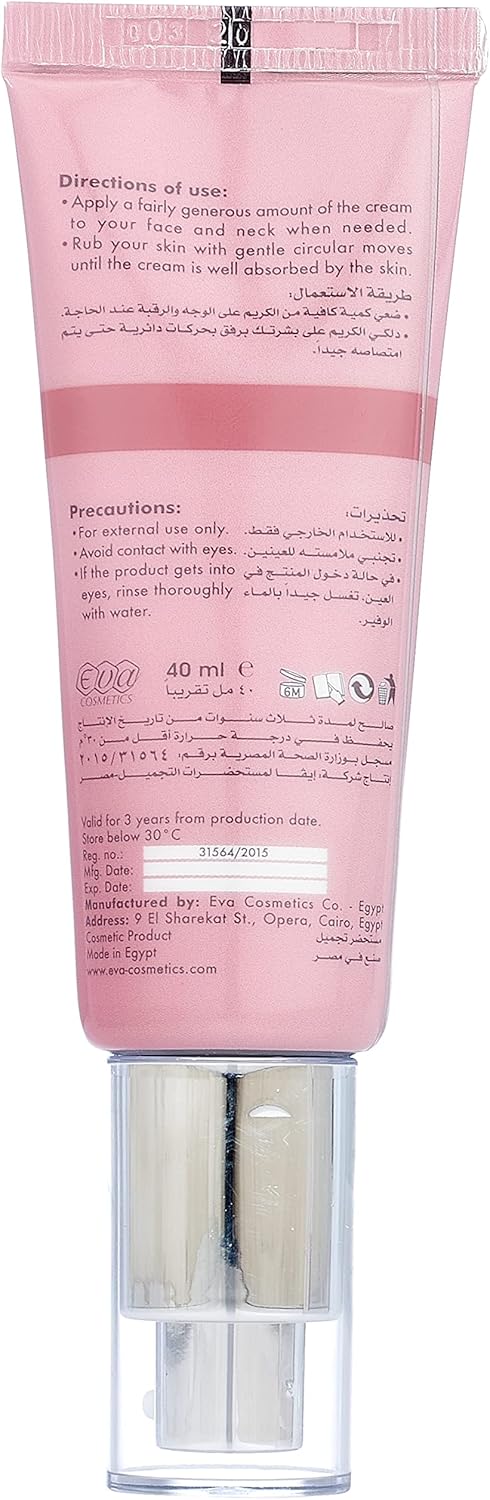 003 20
Directions of use:
• Apply a fairly generous amount of the cream
to your face and neck when needed.
• Rub your skin with gentle circular moves
until the cream is well absorbed by the skin.
طريقة الاستعمال:
• ضعي كمية كافية من الكريم على الوجه والرقبة عند الحاجة.
• دلكي الكريم على بشرتك برفق بحركات دائرية حتى يتم
امتصاصه جيداً.
Precautions:
• For external use only.
• Avoid contact with eyes.
• If the product gets into
eyes, rinse thoroughly
with water.
تحذيرات:
• للاستخدام الخارجي فقط.
• تجنبي ملامسته للعينين.
• في حالة دخول المنتج في
العين، تغسل جيداً بالماء
الوفير.
eva
COSMETICS
40 ml e
٤٠ مل تقريباً
6M
صالح لمدة ثلاث سنوات من تاريخ الإنتاج
يحفظ في درجة حرارة أقل من ٣٠°م
مسجل بوزارة الصحة المصرية برقم: ٢٠١٥/٣١٥٦٤
إنتاج شركة: إيفا لمستحضرات التجميل-مصر
Valid for 3 years from production date.
Store below 30°C
Reg. no.: 31564/2015
Mfg. Date:
Exp. Date:
Manufactured by: Eva Cosmetics Co. - Egypt
Address: 9 El Sharekat St., Opera, Cairo, Egypt
Cosmetic Product
مستحضر تجميل
Made in Egypt
صنع في مصر
www.eva-cosmetics.com